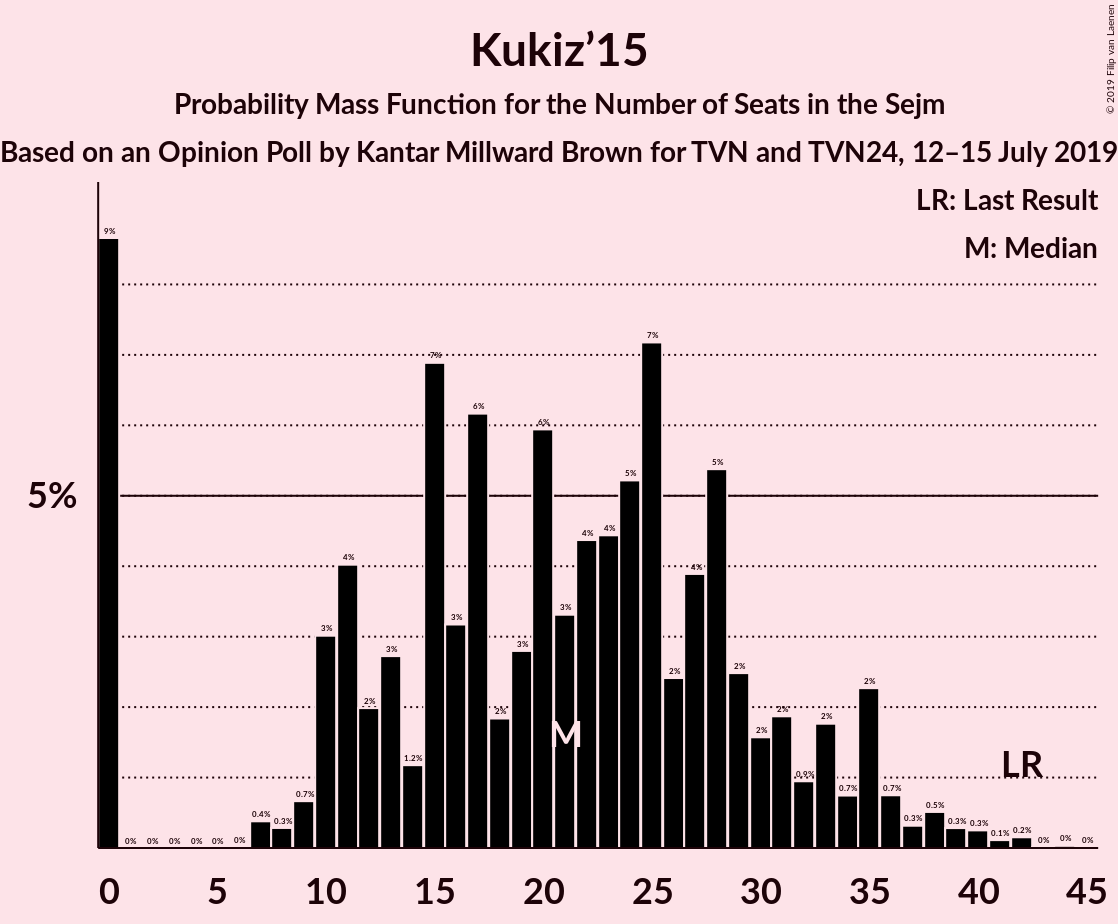 Kukiz’15
Probability Mass Function for the Number of Seats in the Sejm
Based on an Opinion Poll by Kantar Millward Brown for TVN and TVN24, 12–15 July 2019
© 2019 Filip van Laenen
LR: Last Result
M: Median
5%
9% 0% 0% 0% 0% 0% 0% 0.4% 0.3% 0.7% 3% 4% 2% 3% 1.2% 7% 3% 6% 2% 3% 6% 3% 4% 4% 5% 7% 2% 4% 5% 2% 2% 2% 0.9% 2% 0.7% 2% 0.7% 0.3% 0.5% 0.3% 0.3% 0.1% 0.2% 0% 0% 0%
M
LR
0 5 10 15 20 25 30 35 40 45